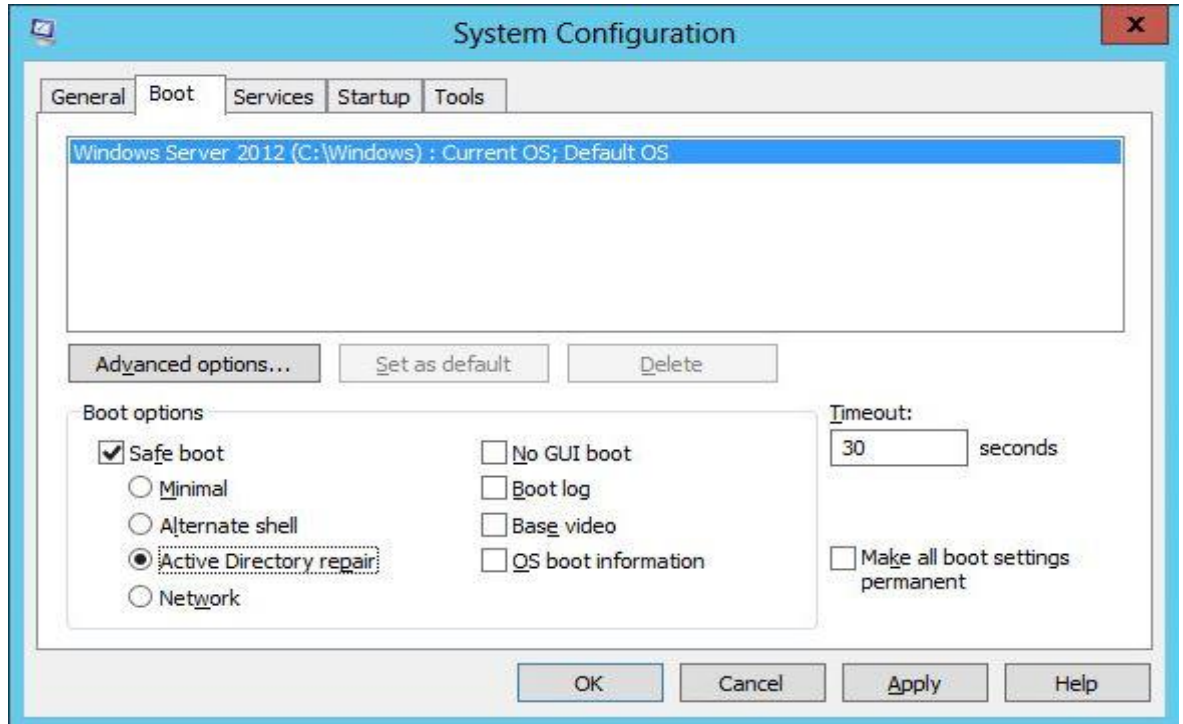 System Configuration
x
General Boot Services Startup Tools
Windows Server 2012 (C:\Windows) : Current OS; Default OS
Advanced options... Set as default Delete
Boot options Timeout:
Safe boot No GUI boot 30 seconds
Minimal Boot log
Alternate shell Base video
Active Directory repair OS boot information Make all boot settings
permanent
Network
OK Cancel Apply Help